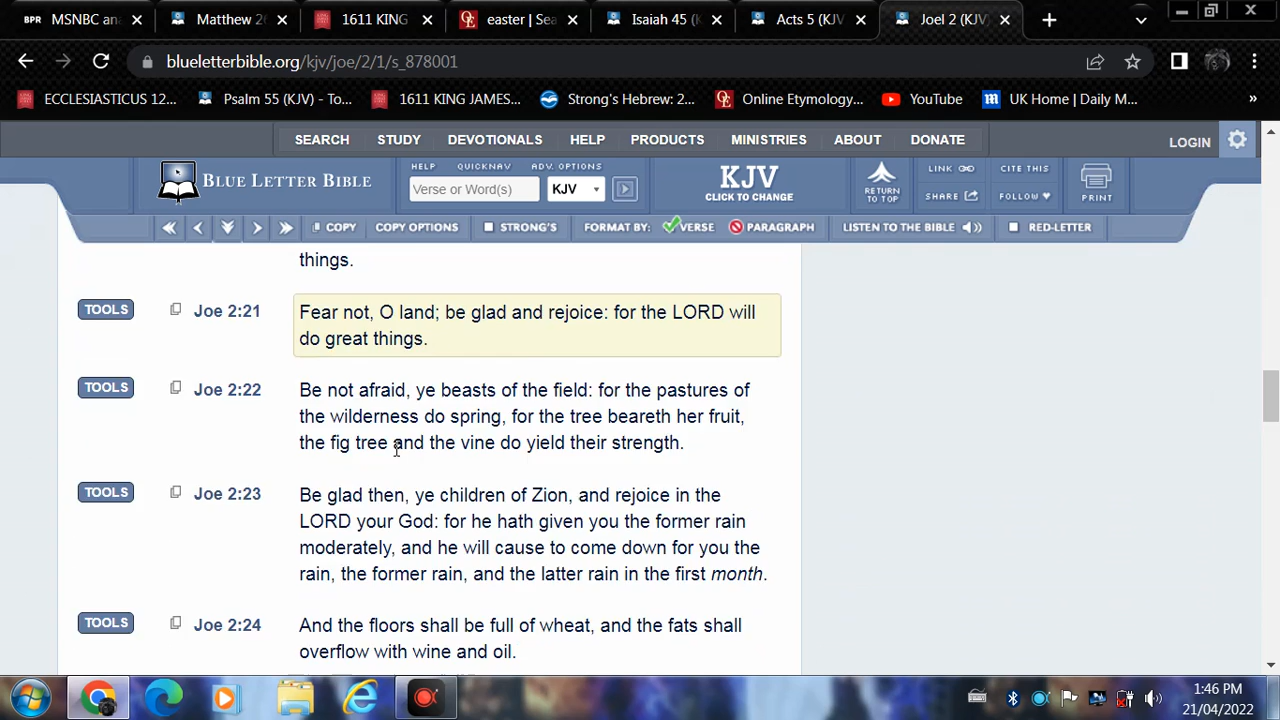 BPR MSNBC an
Matthew 26
1611 KING
easter | Sea
Isaiah 45 (K
Acts 5 (KJV)
Joel 2 (KJV)
blueletterbible.org/kjv/joe/2/1/s_878001
ECCLESIASTICUS 12...
Psalm 55 (KJV) - To...
1611 KING JAMES...
Strong's Hebrew: 2...
Online Etymology...
YouTube
UK Home | Daily M...
»
SEARCH STUDY DEVOTIONALS HELP PRODUCTS MINISTRIES ABOUT DONATE LOGIN
BLUE LETTER BIBLE
HELP QUICKNAV ADV. OPTIONS
Verse or Word(s) KJV
KJV
CLICK TO CHANGE
RETURN
TO TOP
LINK CITE THIS
SHARE FOLLOW
PRINT
COPY COPY OPTIONS STRONG'S FORMAT BY: VERSE PARAGRAPH LISTEN TO THE BIBLE RED-LETTER
things.
TOOLS Joe 2:21 Fear not, O land; be glad and rejoice: for the LORD will
do great things.
TOOLS Joe 2:22 Be not afraid, ye beasts of the field: for the pastures of
the wilderness do spring, for the tree beareth her fruit,
the fig tree and the vine do yield their strength.
TOOLS Joe 2:23 Be glad then, ye children of Zion, and rejoice in the
LORD your God: for he hath given you the former rain
moderately, and he will cause to come down for you the
rain, the former rain, and the latter rain in the first month.
TOOLS Joe 2:24 And the floors shall be full of wheat, and the fats shall
overflow with wine and oil.
1:46 PM
21/04/2022